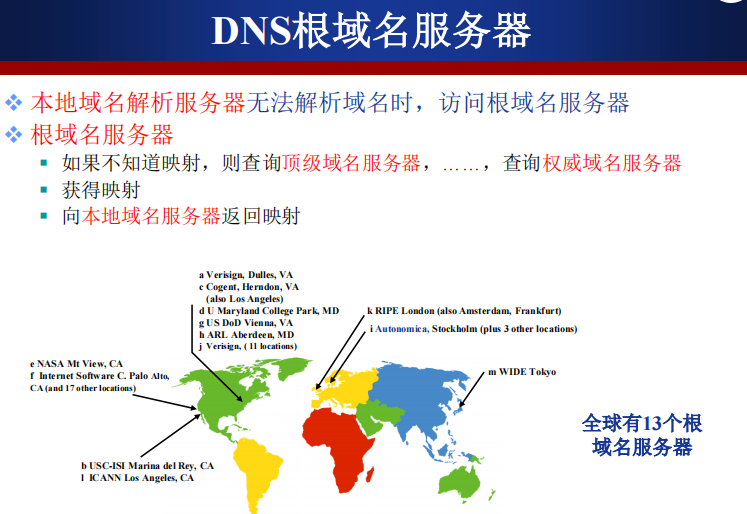 DNS根域名服务器
本地域名解析服务器无法解析域名时，访问根域名服务器
根域名服务器
如果不知道映射，则查询顶级域名服务器，……，查询权威域名服务器
获得映射
向本地域名服务器返回映射
a Verisign, Dulles, VA
c Cogent, Herndon, VA
(also Los Angeles)
d U Maryland College Park, MD
g US DoD Vienna, VA
h ARL Aberdeen, MD
j Verisign, ( 11 locations)
k RIPE London (also Amsterdam, Frankfurt)
i Autonomica, Stockholm (plus 3 other locations)
e NASA Mt View, CA
f Internet Software C. Palo Alto,
CA (and 17 other locations)
m WIDE Tokyo
b USC-ISI Marina del Rey, CA
l ICANN Los Angeles, CA
全球有13个根
域名服务器